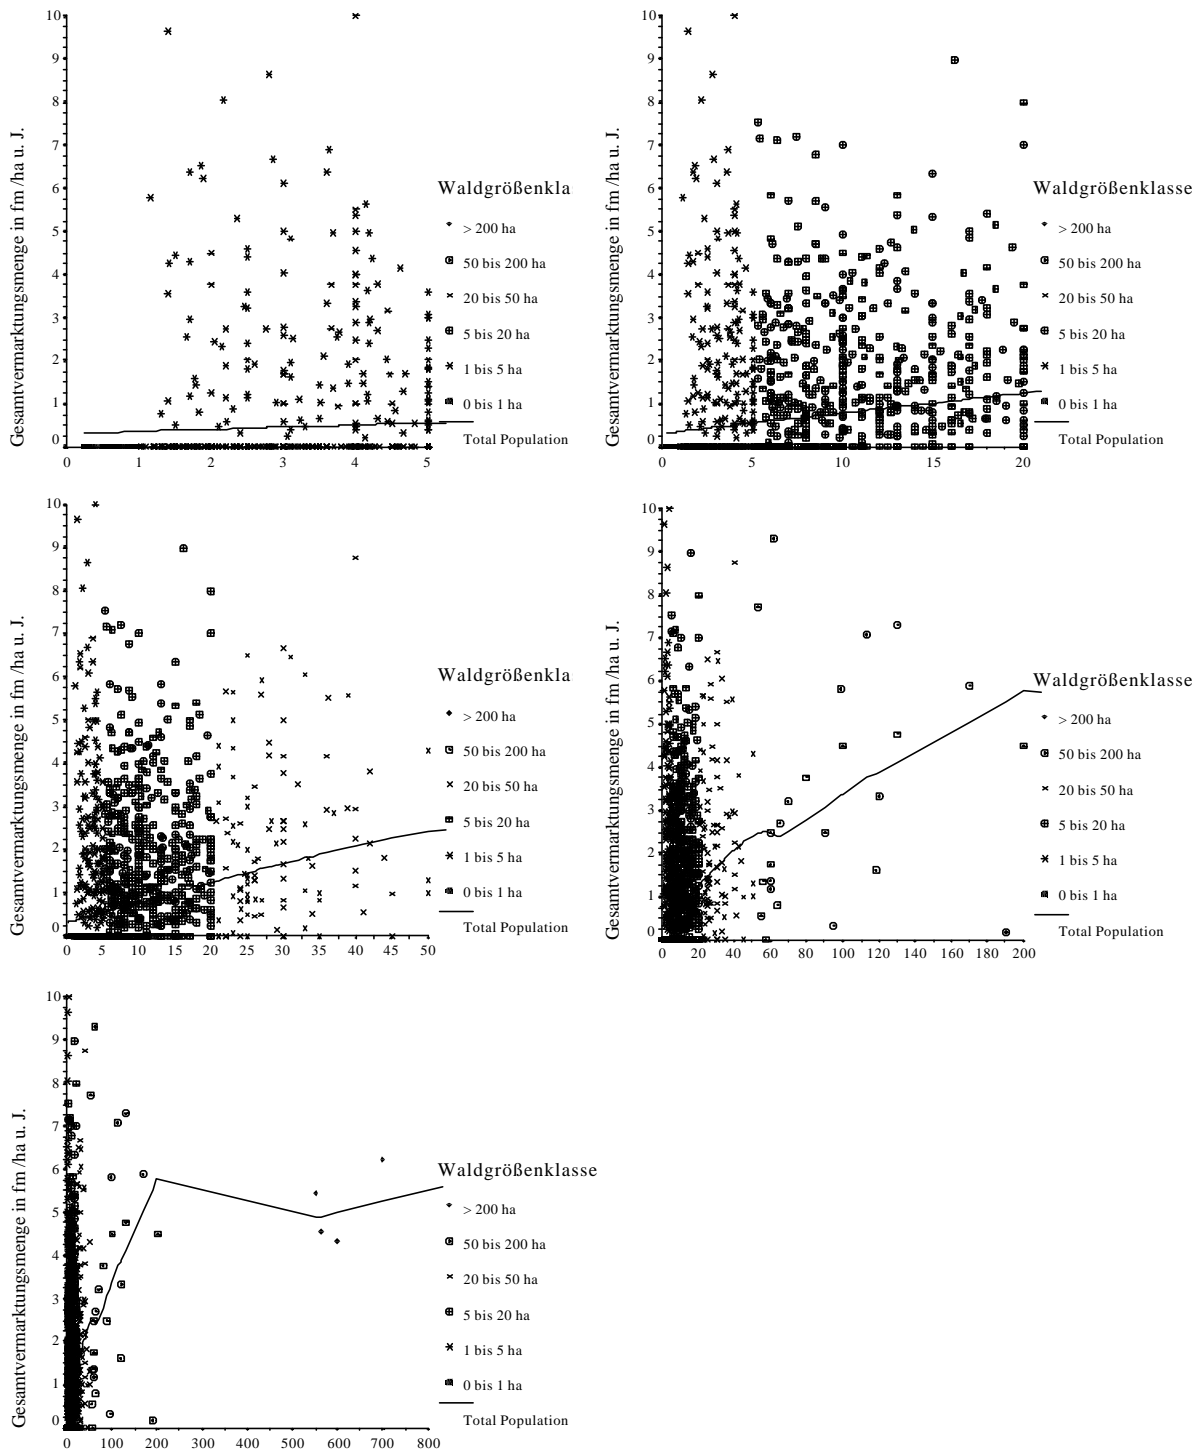 Gesamtvermarktungsmenge in fm /ha u. J.
10
9
8
7
6
5
4
3
2
1
0
0 1 2 3 4 5
Waldgrößenkla
> 200 ha
50 bis 200 ha
20 bis 50 ha
5 bis 20 ha
1 bis 5 ha
0 bis 1 ha
Total Population
Gesamtvermarktungsmenge in fm /ha u. J.
10
9
8
7
6
5
4
3
2
1
0
0 5 10 15 20
Waldgrößenklasse
> 200 ha
50 bis 200 ha
20 bis 50 ha
5 bis 20 ha
1 bis 5 ha
0 bis 1 ha
Total Population
Gesamtvermarktungsmenge in fm /ha u. J.
10
9
8
7
6
5
4
3
2
1
0
0 5 10 15 20 25 30 35 40 45 50
Waldgrößenkla
> 200 ha
50 bis 200 ha
20 bis 50 ha
5 bis 20 ha
1 bis 5 ha
0 bis 1 ha
Total Population
Gesamtvermarktungsmenge in fm /ha u. J.
10
9
8
7
6
5
4
3
2
1
0
0 20 40 60 80 100 120 140 160 180 200
Waldgrößenklasse
> 200 ha
50 bis 200 ha
20 bis 50 ha
5 bis 20 ha
1 bis 5 ha
0 bis 1 ha
Total Population
Gesamtvermarktungsmenge in fm /ha u. J.
10
9
8
7
6
5
4
3
2
1
0
0 100 200 300 400 500 600 700 800
Waldgrößenklasse
> 200 ha
50 bis 200 ha
20 bis 50 ha
5 bis 20 ha
1 bis 5 ha
0 bis 1 ha
Total Population